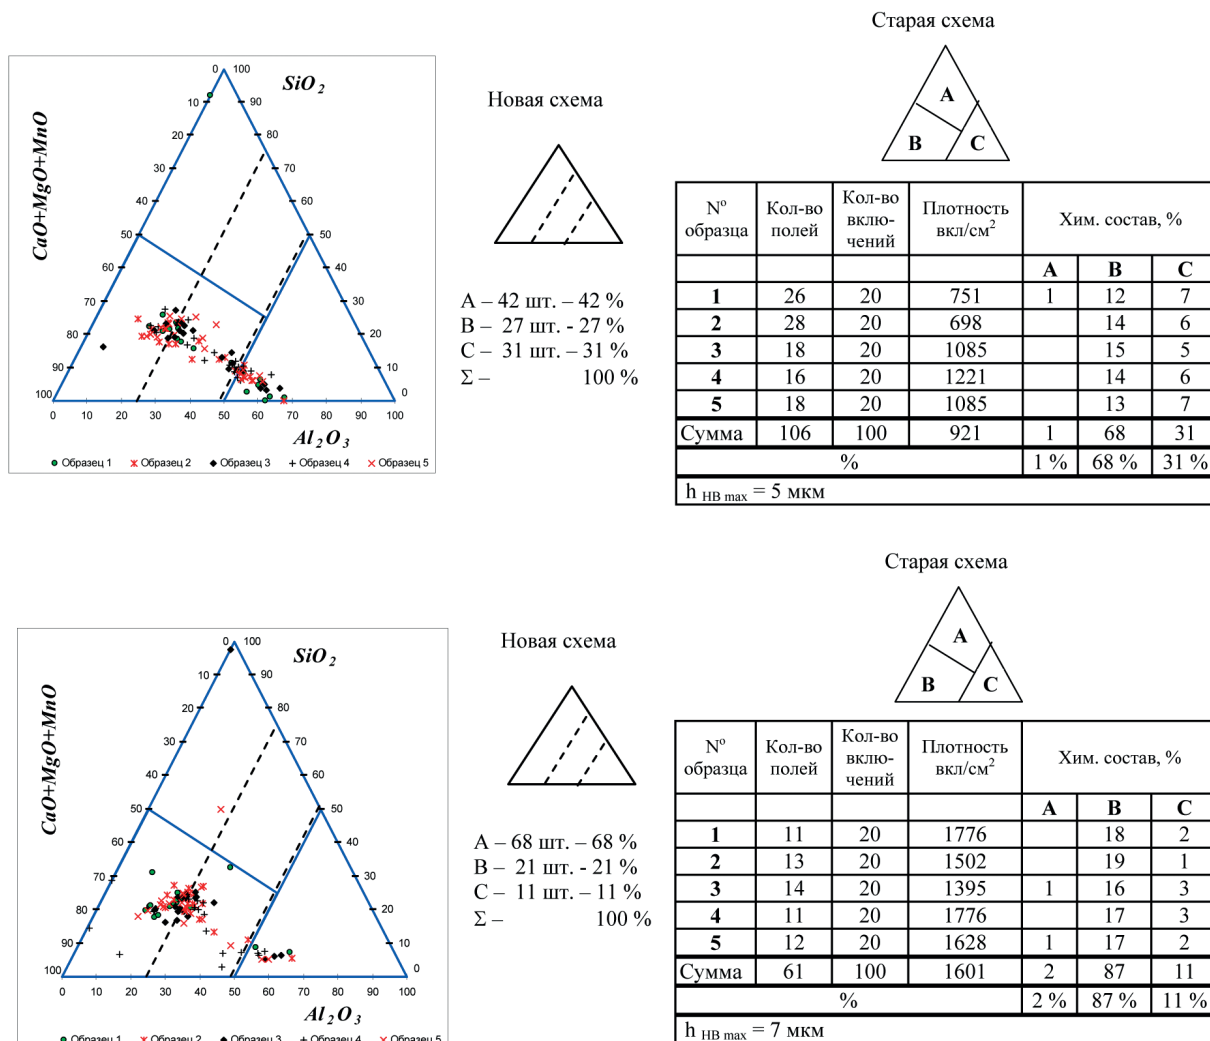 Старая схема
A
B
C
SiO2
CaO+MgO+MnO
0 100
10 90
20 80
30 70
60
50 50
60 40
70
80 20
90 10
100 0
0 10 20 30 40 50 60 70 80 90 100
Al2O3
Образец 1 Образец 2 Образец 3 Образец 4 Образец 5
Новая схема
A – 42 шт. – 42 %
B – 27 шт. - 27 %
C – 31 шт. – 31 %
Σ – 100 %
Nº образца Кол-во полей Кол-во вклю-чений Плотность вкл/см2 Хим. состав, %
A B C
1 26 20 751 1 12 7
2 28 20 698 14 6
3 18 20 1085 15 5
4 16 20 1221 14 6
5 18 20 1085 13 7
Сумма 106 100 921 1 68 31
% 1 % 68 % 31 %
h НВ max = 5 мкм
Старая схема
A
B
C
SiO2
CaO+MgO+MnO
0 100
10 90
20 80
30 70
40 60
50 50
60 40
70 30
80 20
90 10
100 0
0 10 20 30 40 50 60 70 80 90 100
Al2O3
Образец 1 Образец 2 Образец 3 Образец 4 Образец 5
Новая схема
A – 68 шт. – 68 %
B – 21 шт. - 21 %
C – 11 шт. – 11 %
Σ – 100 %
Nº образца Кол-во полей Кол-во вклю-чений Плотность вкл/см2 Хим. состав, %
A B C
1 11 20 1776 18 2
2 13 20 1502 19 1
3 14 20 1395 1 16 3
4 11 20 1776 17 3
5 12 20 1628 1 17 2
Сумма 61 100 1601 2 87 11
% 2 % 87 % 11 %
h НВ max = 7 мкм